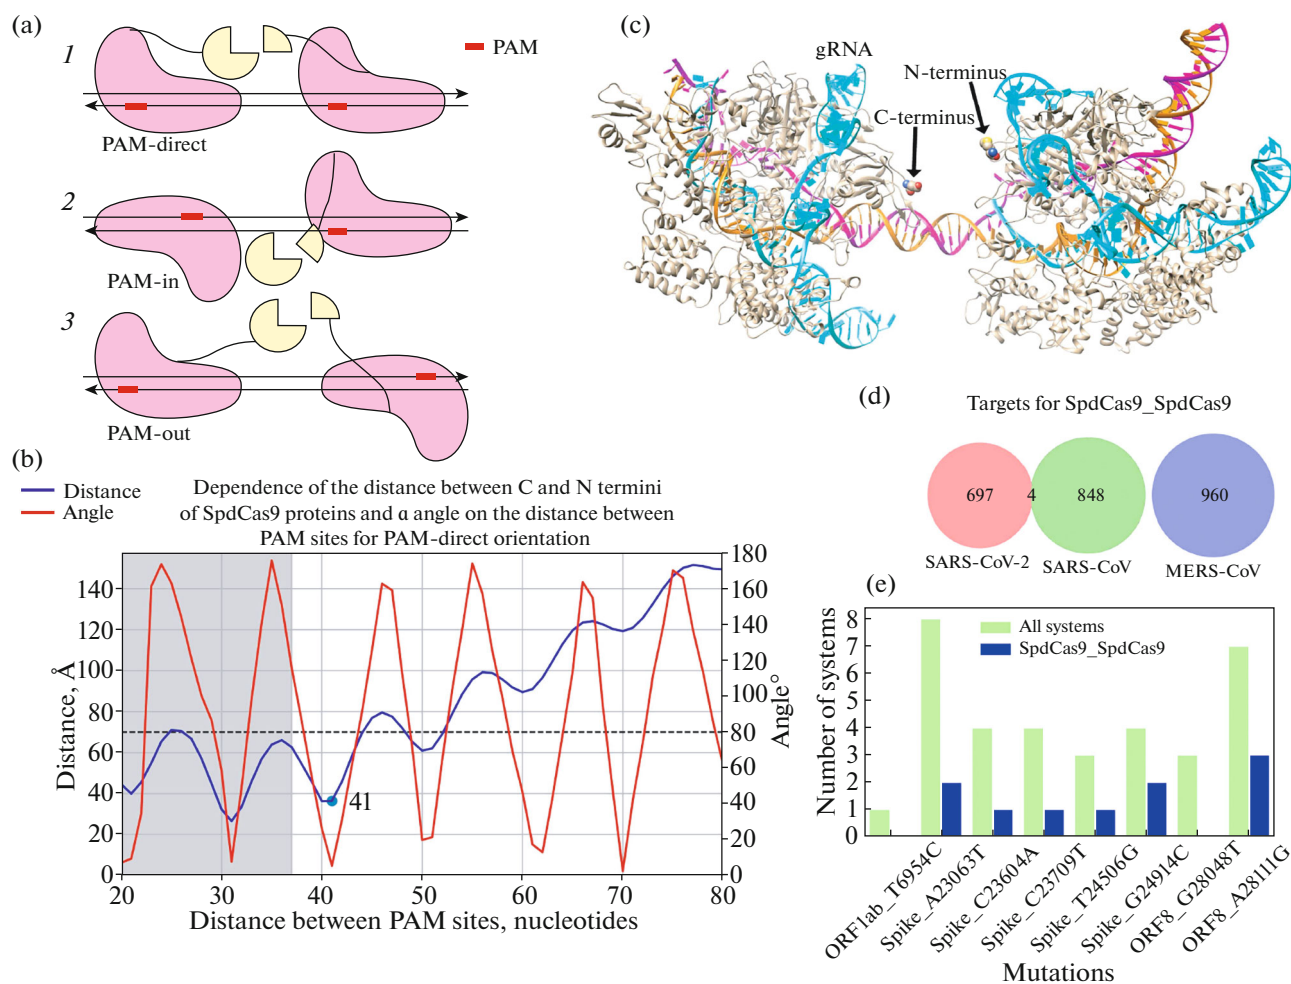 (a)
1
PAM
PAM-direct
2
PAM-in
3
PAM-out
(b)
Distance
Angle
Dependence of the distance between C and N termini
of SpdCas9 proteins and α angle on the distance between
PAM sites for PAM-direct orientation
Distance, Å
140
120
100
80
60
40
20
0
180
160
140
120
100
80
60
40
20
0
Angle°
41
20
30
40
50
60
70
80
Distance between PAM sites, nucleotides
(c)
gRNA
N-terminus
C-terminus
(d)
Targets for SpdCas9_SpdCas9
697
4
848
960
SARS-CoV-2
SARS-CoV
MERS-CoV
(e)
Number of systems
8
7
6
5
4
3
2
1
0
All systems
SpdCas9_SpdCas9
ORF1ab_T6954C
Spike_A23063T
Spike_C23604A
Spike_C23709T
Spike_T24506G
Spike_G24914C
ORF8_G28048T
ORF8_A28111G
Mutations